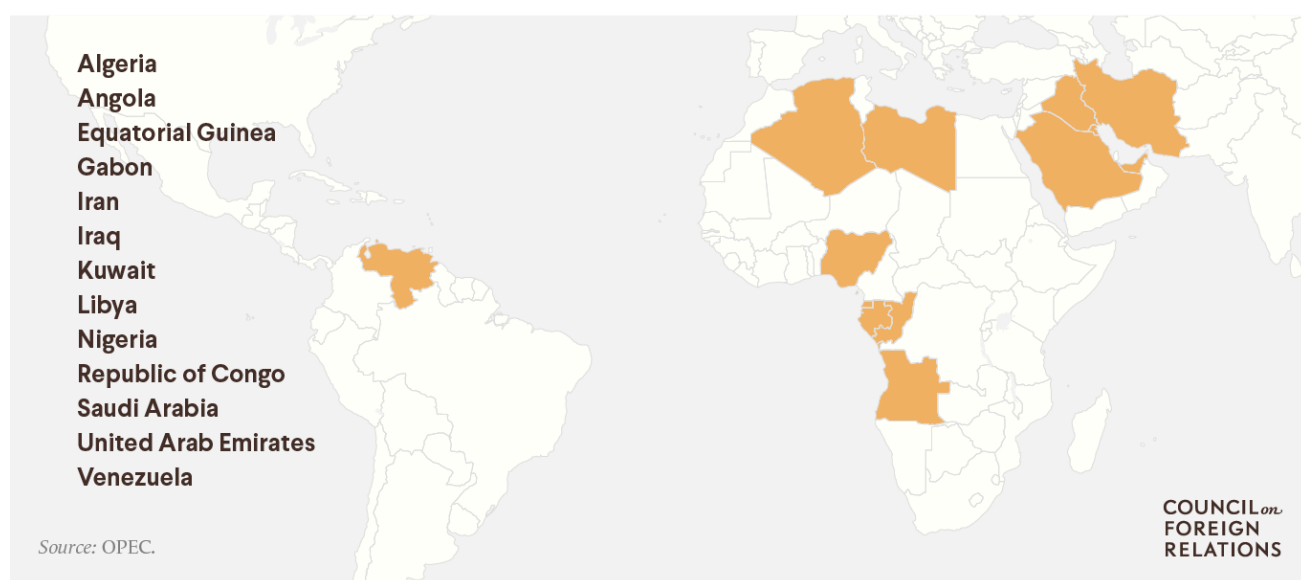 Algeria
Angola
Equatorial Guinea
Gabon
Iran
Iraq
Kuwait
Libya
Nigeria
Republic of Congo
Saudi Arabia
United Arab Emirates
Venezuela
Source: OPEC.
COUNCIL on
FOREIGN
RELATIONS